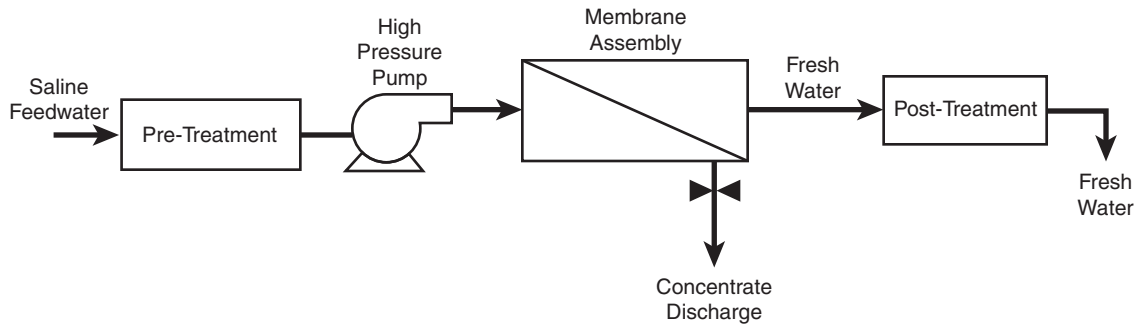 Saline
Feedwater
Pre-Treatment
High
Pressure
Pump
Membrane
Assembly
Fresh
Water
Post-Treatment
Fresh
Water
Concentrate
Discharge